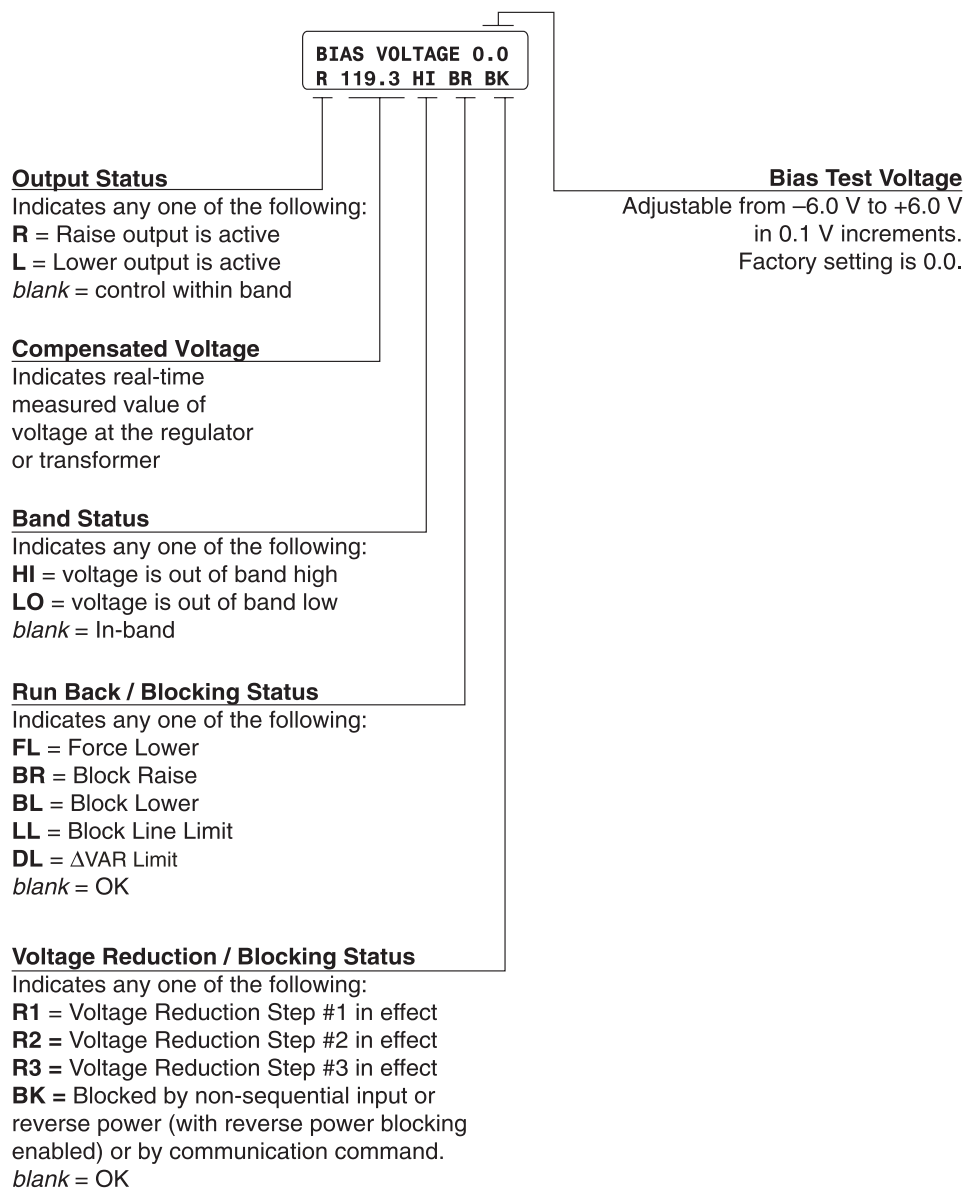 BIAS VOLTAGE 0.0
R 119.3 HI BR BK
Output Status
Indicates any one of the following:
R = Raise output is active
L = Lower output is active
blank = control within band
Bias Test Voltage
Adjustable from –6.0 V to +6.0 V
in 0.1 V increments.
Factory setting is 0.0.
Compensated Voltage
Indicates real-time
measured value of
voltage at the regulator
or transformer
Band Status
Indicates any one of the following:
HI = voltage is out of band high
LO = voltage is out of band low
blank = In-band
Run Back / Blocking Status
Indicates any one of the following:
FL = Force Lower
BR = Block Raise
BL = Block Lower
LL = Block Line Limit
DL = ΔVAR Limit
blank = OK
Voltage Reduction / Blocking Status
Indicates any one of the following:
R1 = Voltage Reduction Step #1 in effect
R2 = Voltage Reduction Step #2 in effect
R3 = Voltage Reduction Step #3 in effect
BK = Blocked by non-sequential input or
reverse power (with reverse power blocking
enabled) or by communication command.
blank = OK